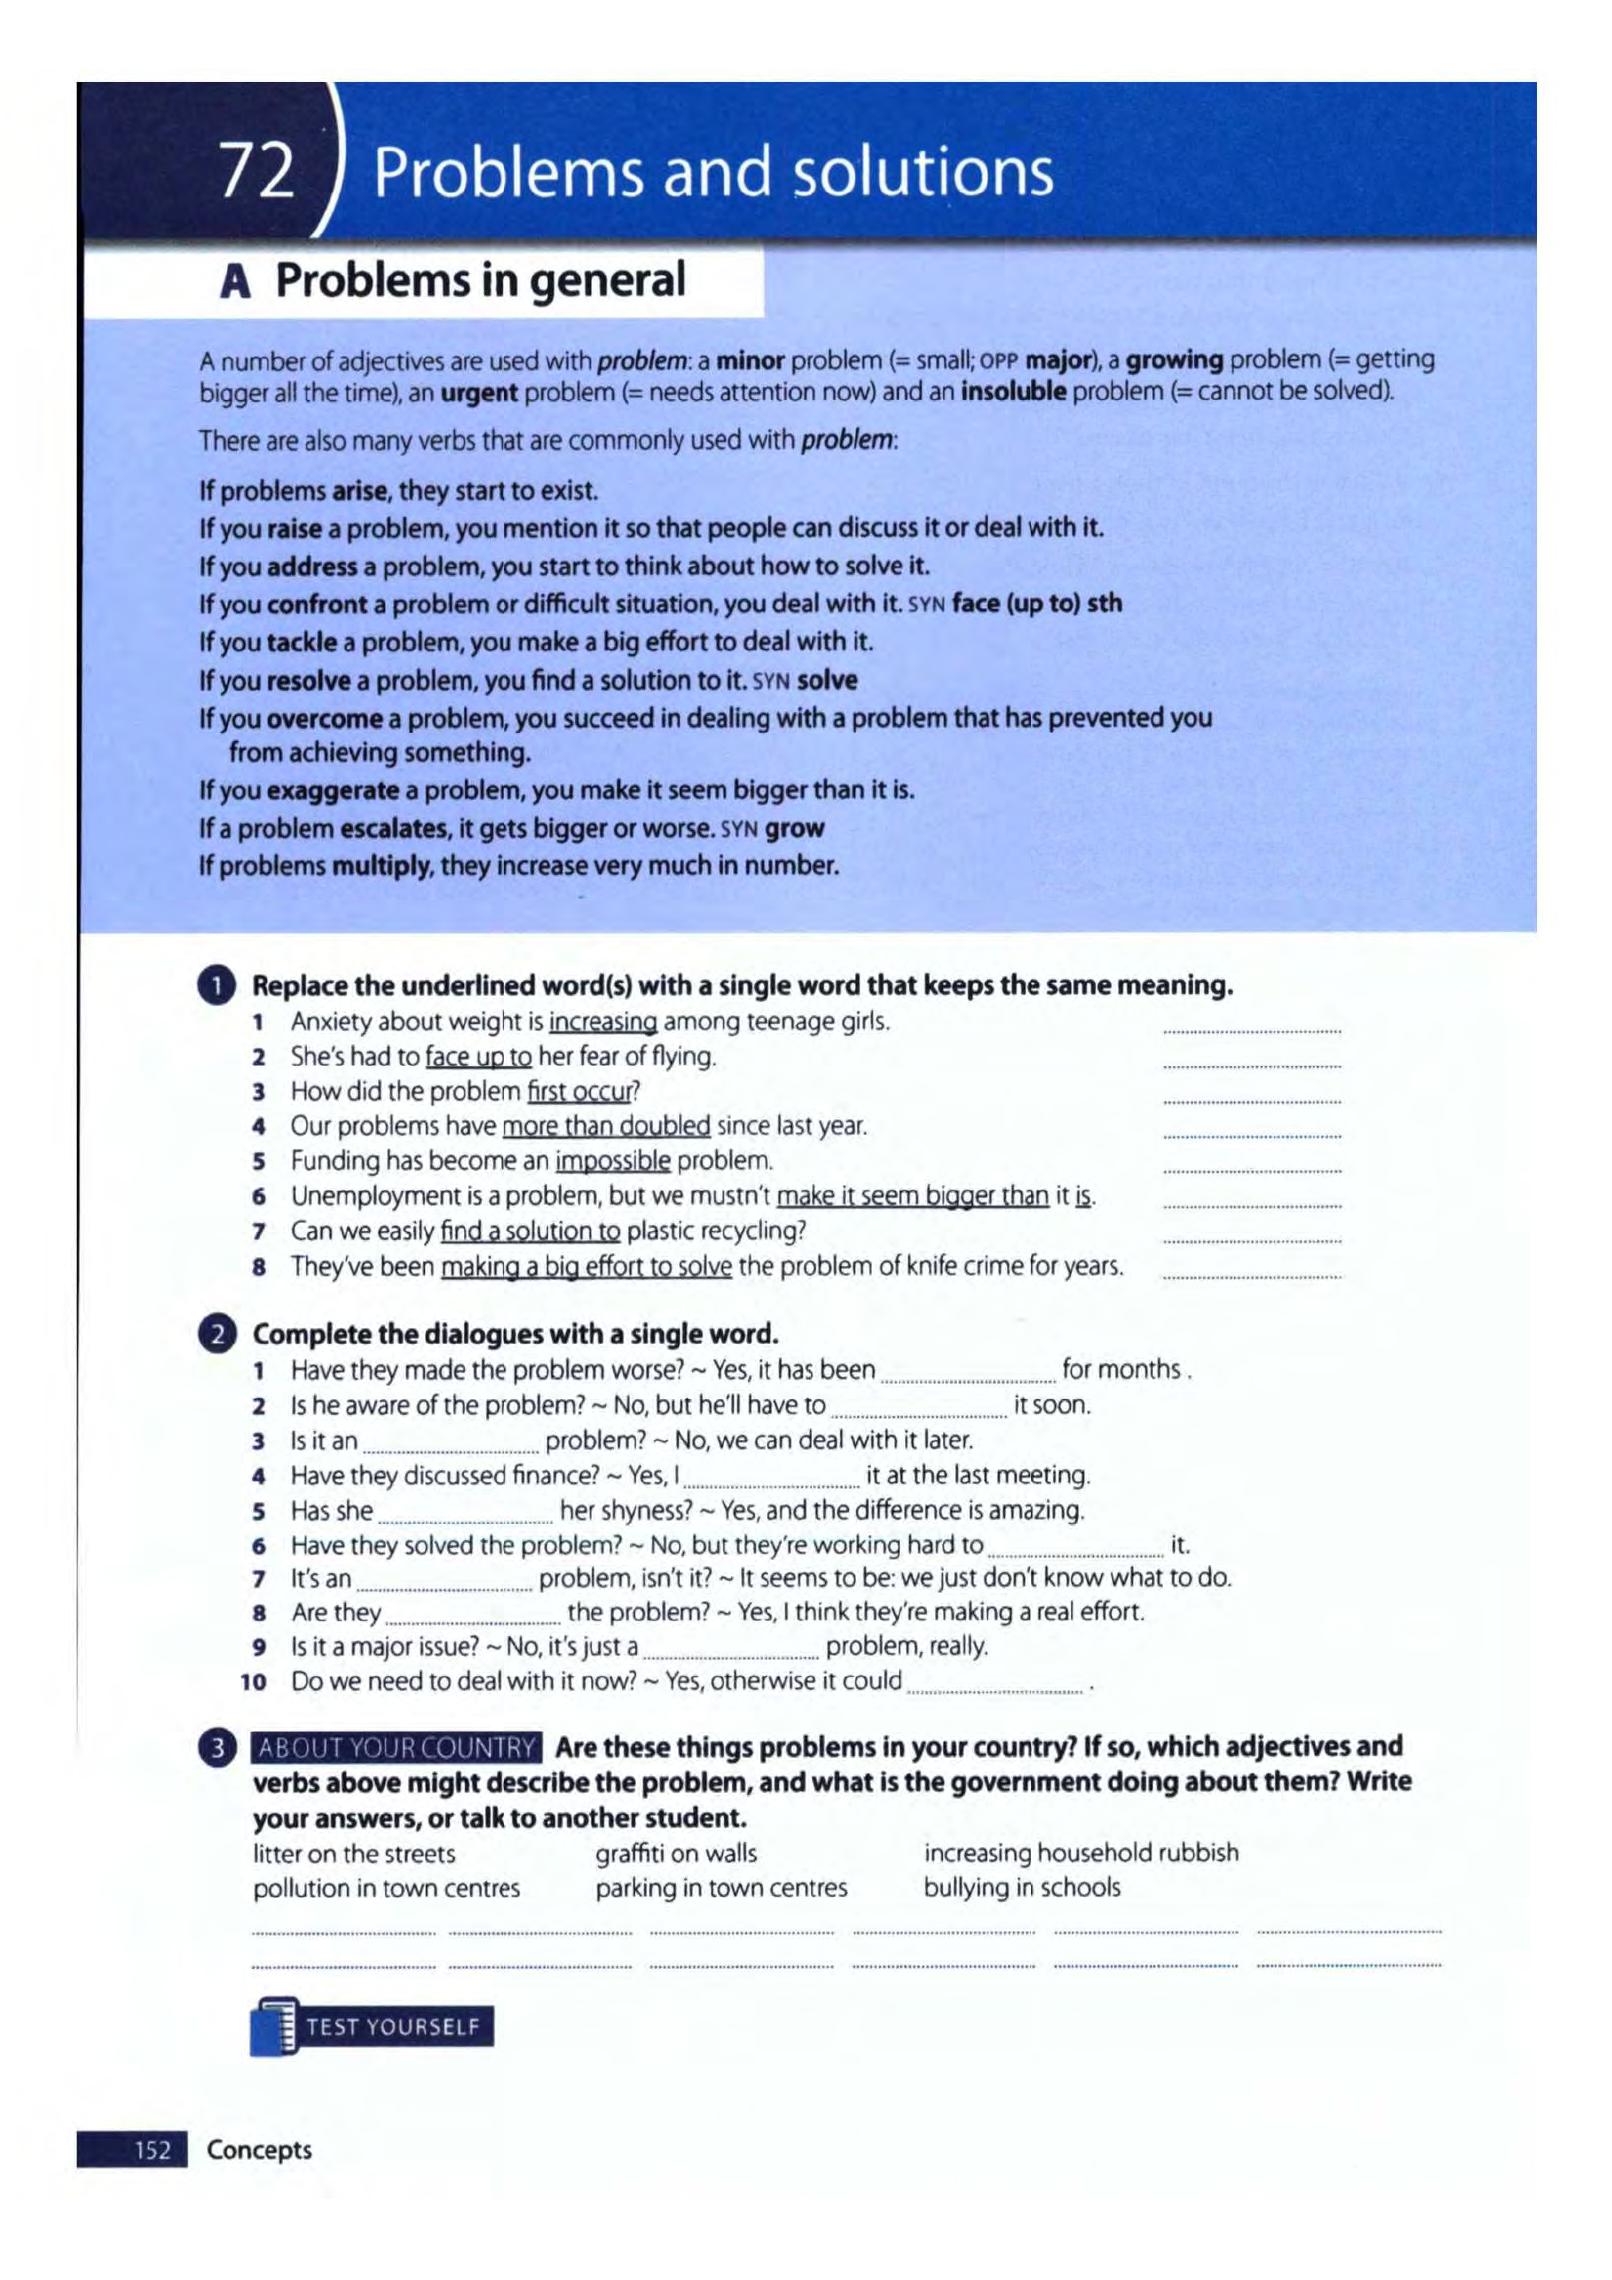 72 Problems and solutions
A Problems in general
A number of adjectives are used with problem: a minor problem (= small; OPP major), a growing problem (= getting
bigger all the time), an urgent problem (= needs attention now) and an insoluble problem (= cannot be solved).
There are also many verbs that are commonly used with problem:
If problems arise, they start to exist.
If you raise a problem, you mention it so that people can discuss it or deal with it.
If you address a problem, you start to think about how to solve it.
If you confront a problem or difficult situation, you deal with it. SYN face (up to) sth
If you tackle a problem, you make a big effort to deal with it.
If you resolve a problem, you find a solution to it. SYN solve
If you overcome a problem, you succeed in dealing with a problem that has prevented you
from achieving something.
If you exaggerate a problem, you make it seem bigger than it is.
If a problem escalates, it gets bigger or worse. SYN grow
If problems multiply, they increase very much in number.
1 Replace the underlined word(s) with a single word that keeps the same meaning.
1 Anxiety about weight is increasing among teenage girls. ....................
2 She's had to face up to her fear of flying. ....................
3 How did the problem first occur? ....................
4 Our problems have more than doubled since last year. ....................
5 Funding has become an impossible problem. ....................
6 Unemployment is a problem, but we mustn't make it seem bigger than it is. ....................
7 Can we easily find a solution to plastic recycling? ....................
8 They've been making a big effort to solve the problem of knife crime for years. ....................
2 Complete the dialogues with a single word.
1 Have they made the problem worse? ~ Yes, it has been .................... for months .
2 Is he aware of the problem? ~ No, but he'll have to .................... it soon.
3 Is it an .................... problem? ~ No, we can deal with it later.
4 Have they discussed finance? ~ Yes, I .................... it at the last meeting.
5 Has she .................... her shyness? ~ Yes, and the difference is amazing.
6 Have they solved the problem? ~ No, but they're working hard to .................... it.
7 It's an .................... problem, isn't it? ~ It seems to be: we just don't know what to do.
8 Are they .................... the problem? ~ Yes, I think they're making a real effort.
9 Is it a major issue? ~ No, it's just a .................... problem, really.
10 Do we need to deal with it now? ~ Yes, otherwise it could .................... .
3 ABOUT YOUR COUNTRY Are these things problems in your country? If so, which adjectives and
verbs above might describe the problem, and what is the government doing about them? Write
your answers, or talk to another student.
litter on the streets graffiti on walls increasing household rubbish
pollution in town centres parking in town centres bullying in schools
TEST YOURSELF
152 Concepts